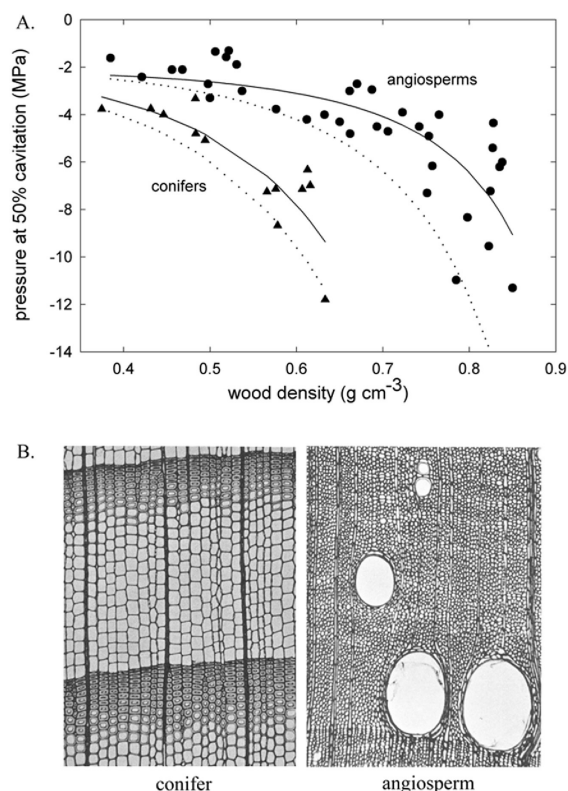 A.
0
-2
-4
-6
-8
-10
-12
-14
pressure at 50% cavitation (MPa)
angiosperms
conifers
0.4 0.5 0.6 0.7 0.8 0.9
wood density (g cm-3)
B.
conifer angiosperm